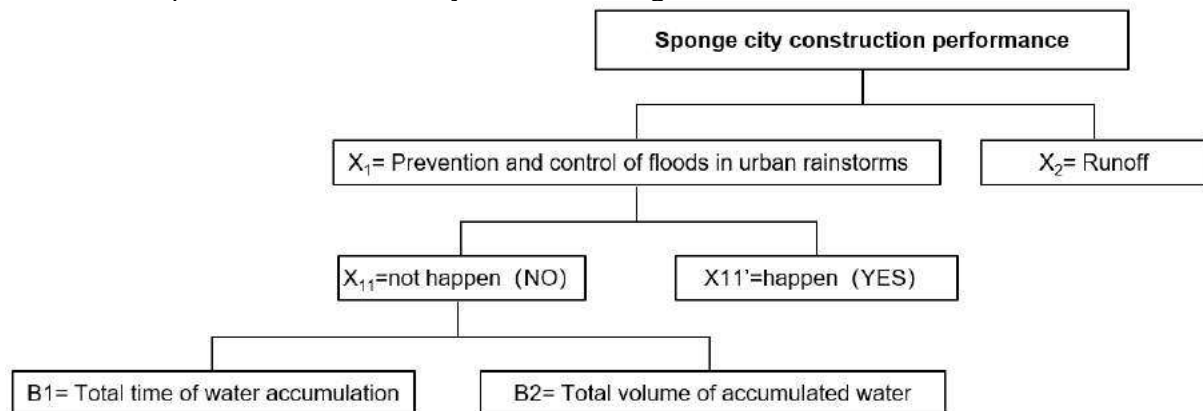 Sponge city construction performance
X₁= Prevention and control of floods in urban rainstorms
X₂= Runoff
X₁₁=not happen (NO)
X11'=happen (YES)
B1= Total time of water accumulation
B2= Total volume of accumulated water